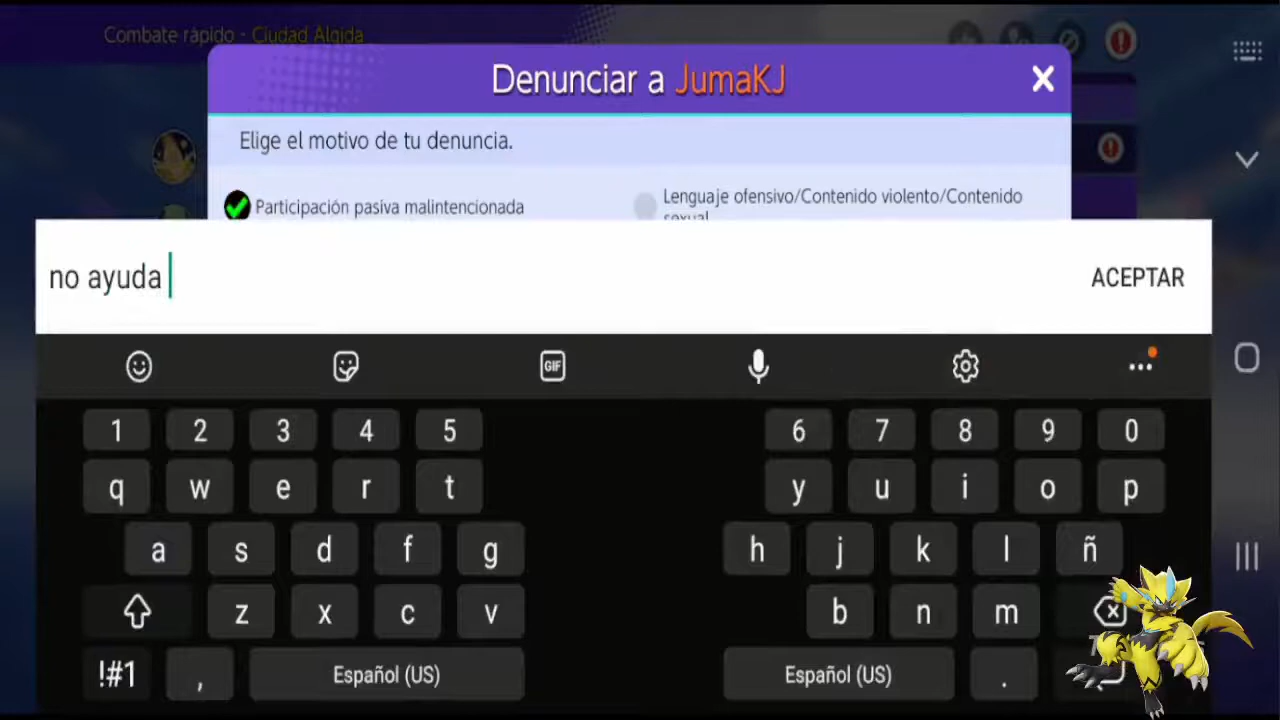 Combate rápido - Ciudad Álgida
Denunciar a JumaKJ
Elige el motivo de tu denuncia.
Participación pasiva malintencionada
Lenguaje ofensivo/Contenido violento/Contenido
sexual
no ayuda
ACEPTAR
GIF
1 2 3 4 5 6 7 8 9 0
q w e r t y u i o p
a s d f g h j k l ñ
z x c v b n m
!#1 , Español (US) Español (US) .